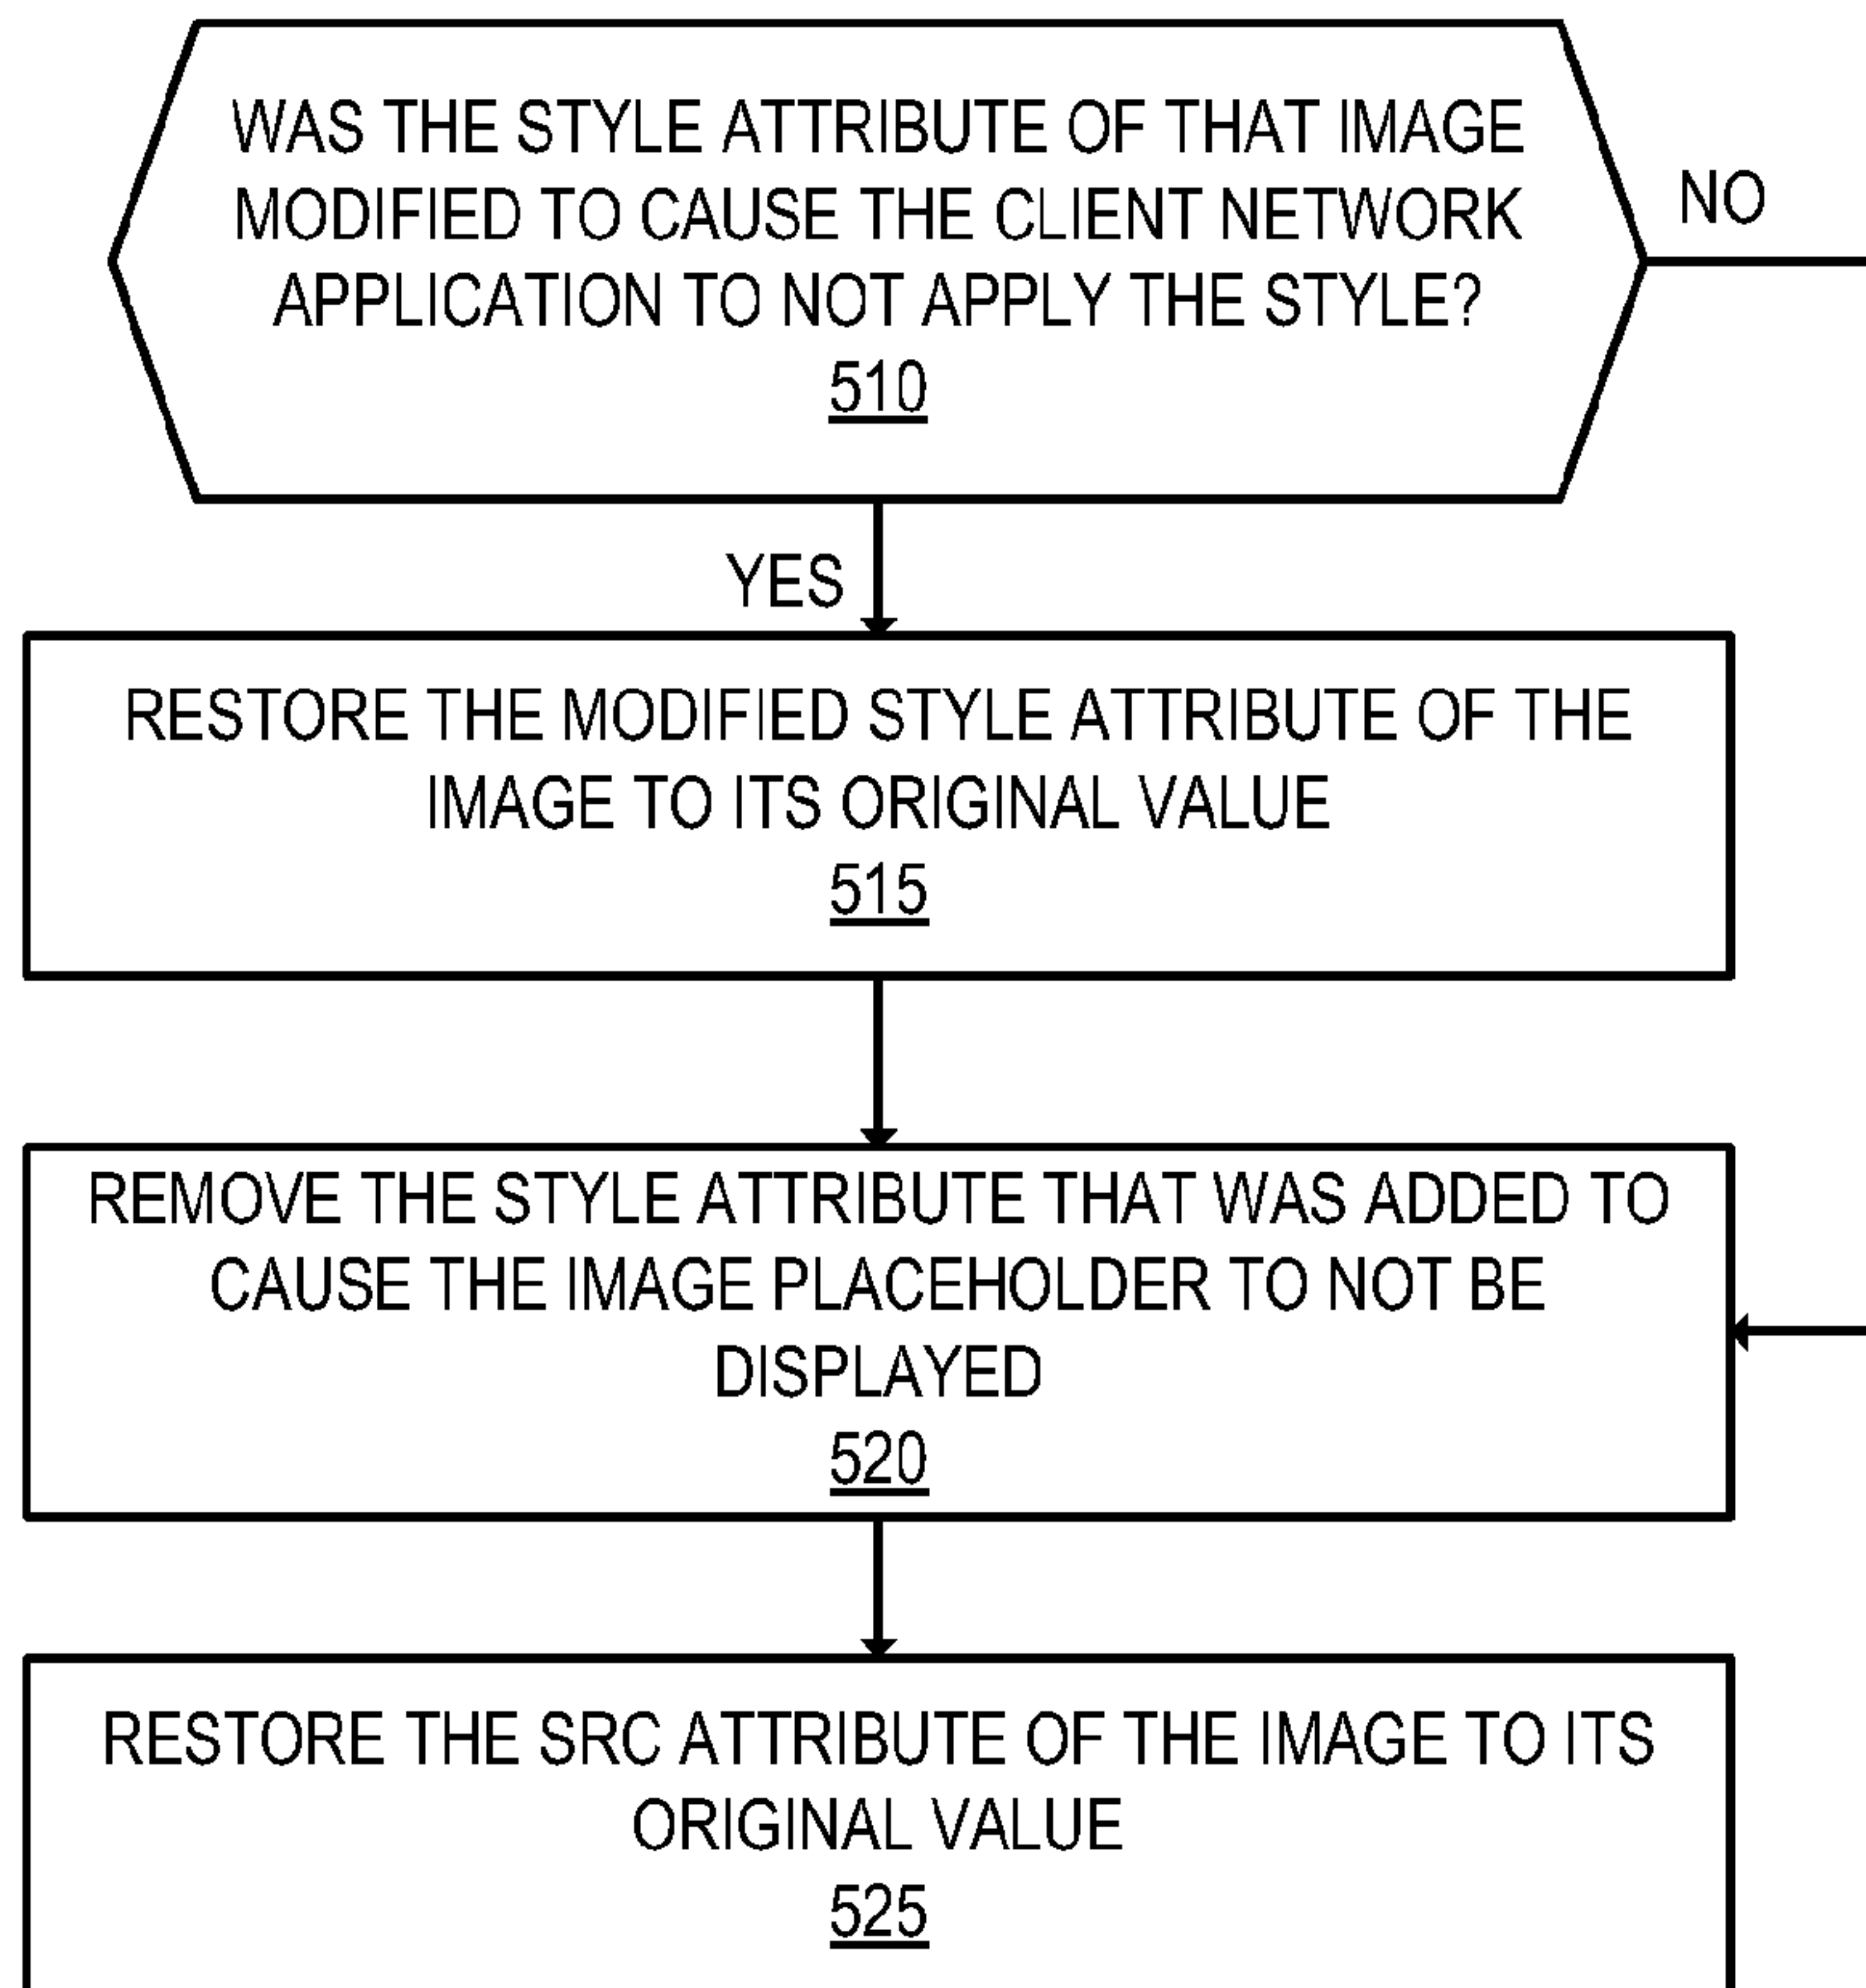 WAS THE STYLE ATTRIBUTE OF THAT IMAGE
MODIFIED TO CAUSE THE CLIENT NETWORK
APPLICATION TO NOT APPLY THE STYLE?
510
NO
YES
RESTORE THE MODIFIED STYLE ATTRIBUTE OF THE
IMAGE TO ITS ORIGINAL VALUE
515
REMOVE THE STYLE ATTRIBUTE THAT WAS ADDED TO
CAUSE THE IMAGE PLACEHOLDER TO NOT BE
DISPLAYED
520
RESTORE THE SRC ATTRIBUTE OF THE IMAGE TO ITS
ORIGINAL VALUE
525